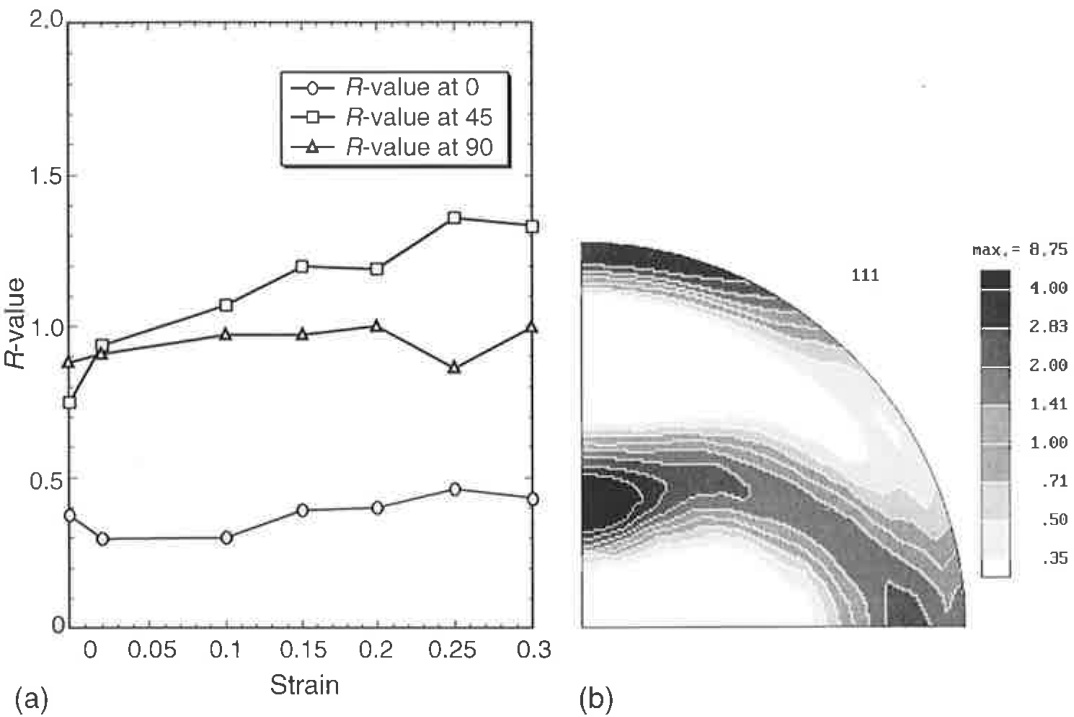 2.0
R-value at 0
R-value at 45
R-value at 90
1.5
1.0
0.5
0
R-value
0 0.05 0.1 0.15 0.2 0.25 0.3
Strain
(a)
111
max.= 8.75
4.00
2.83
2.00
1.41
1.00
.71
.50
.35
(b)